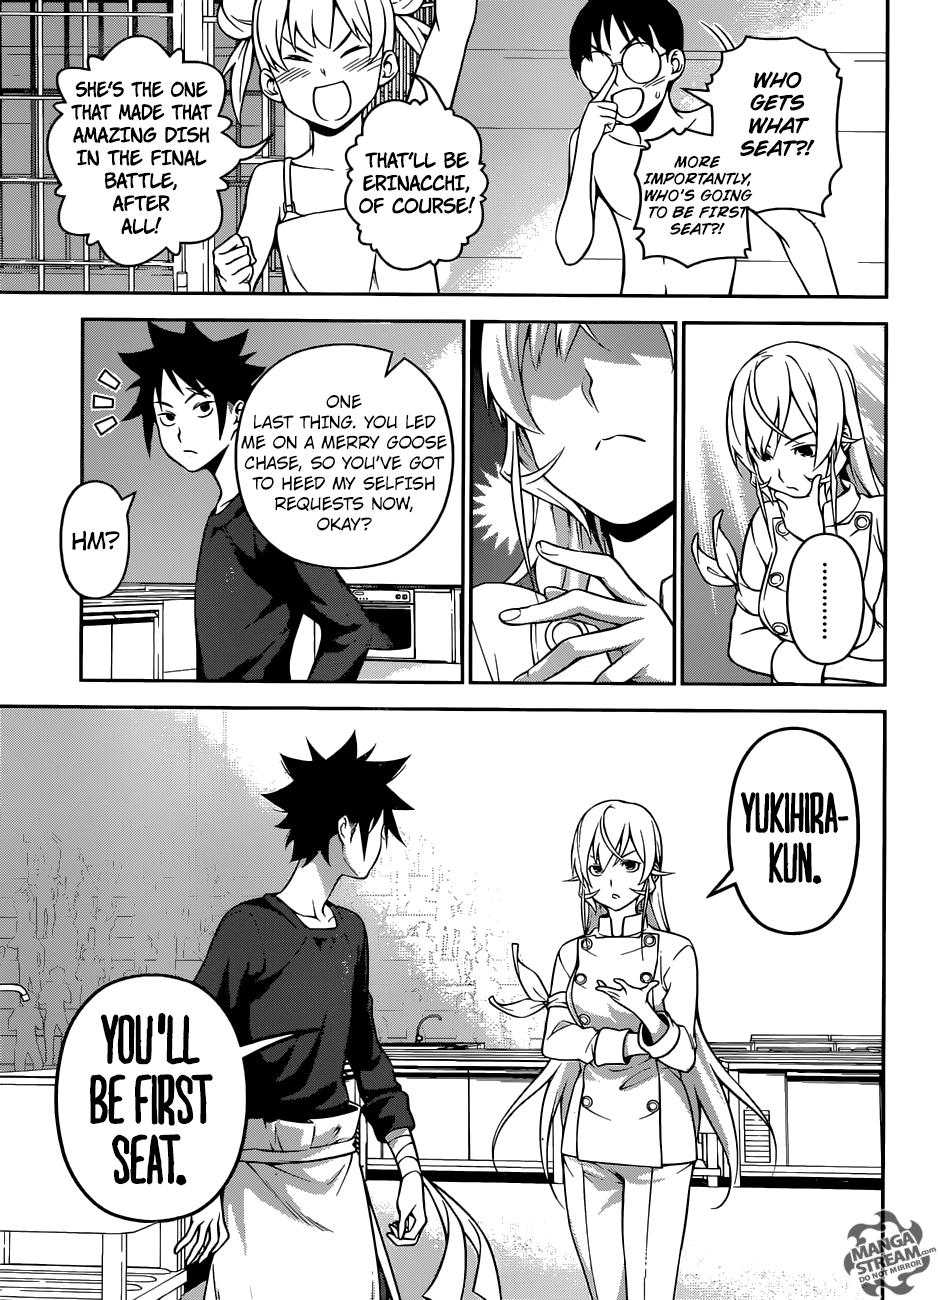 WHO
GETS
WHAT
SEAT?!
MORE
IMPORTANTLY,
WHO'S GOING
TO BE FIRST
SEAT?!
THAT'LL BE
ERINACCHI,
OF COURSE!
SHE'S THE ONE
THAT MADE THAT
AMAZING DISH
IN THE FINAL
BATTLE,
AFTER
ALL!
.........
ONE
LAST THING. YOU LED
ME ON A MERRY GOOSE
CHASE, SO YOU'VE GOT
TO HEED MY SELFISH
REQUESTS NOW,
OKAY?
HM?
YUKIHIRA-
KUN.
YOU'LL
BE FIRST
SEAT.
MANGA
STREAM.com
DO NOT MIRROR!